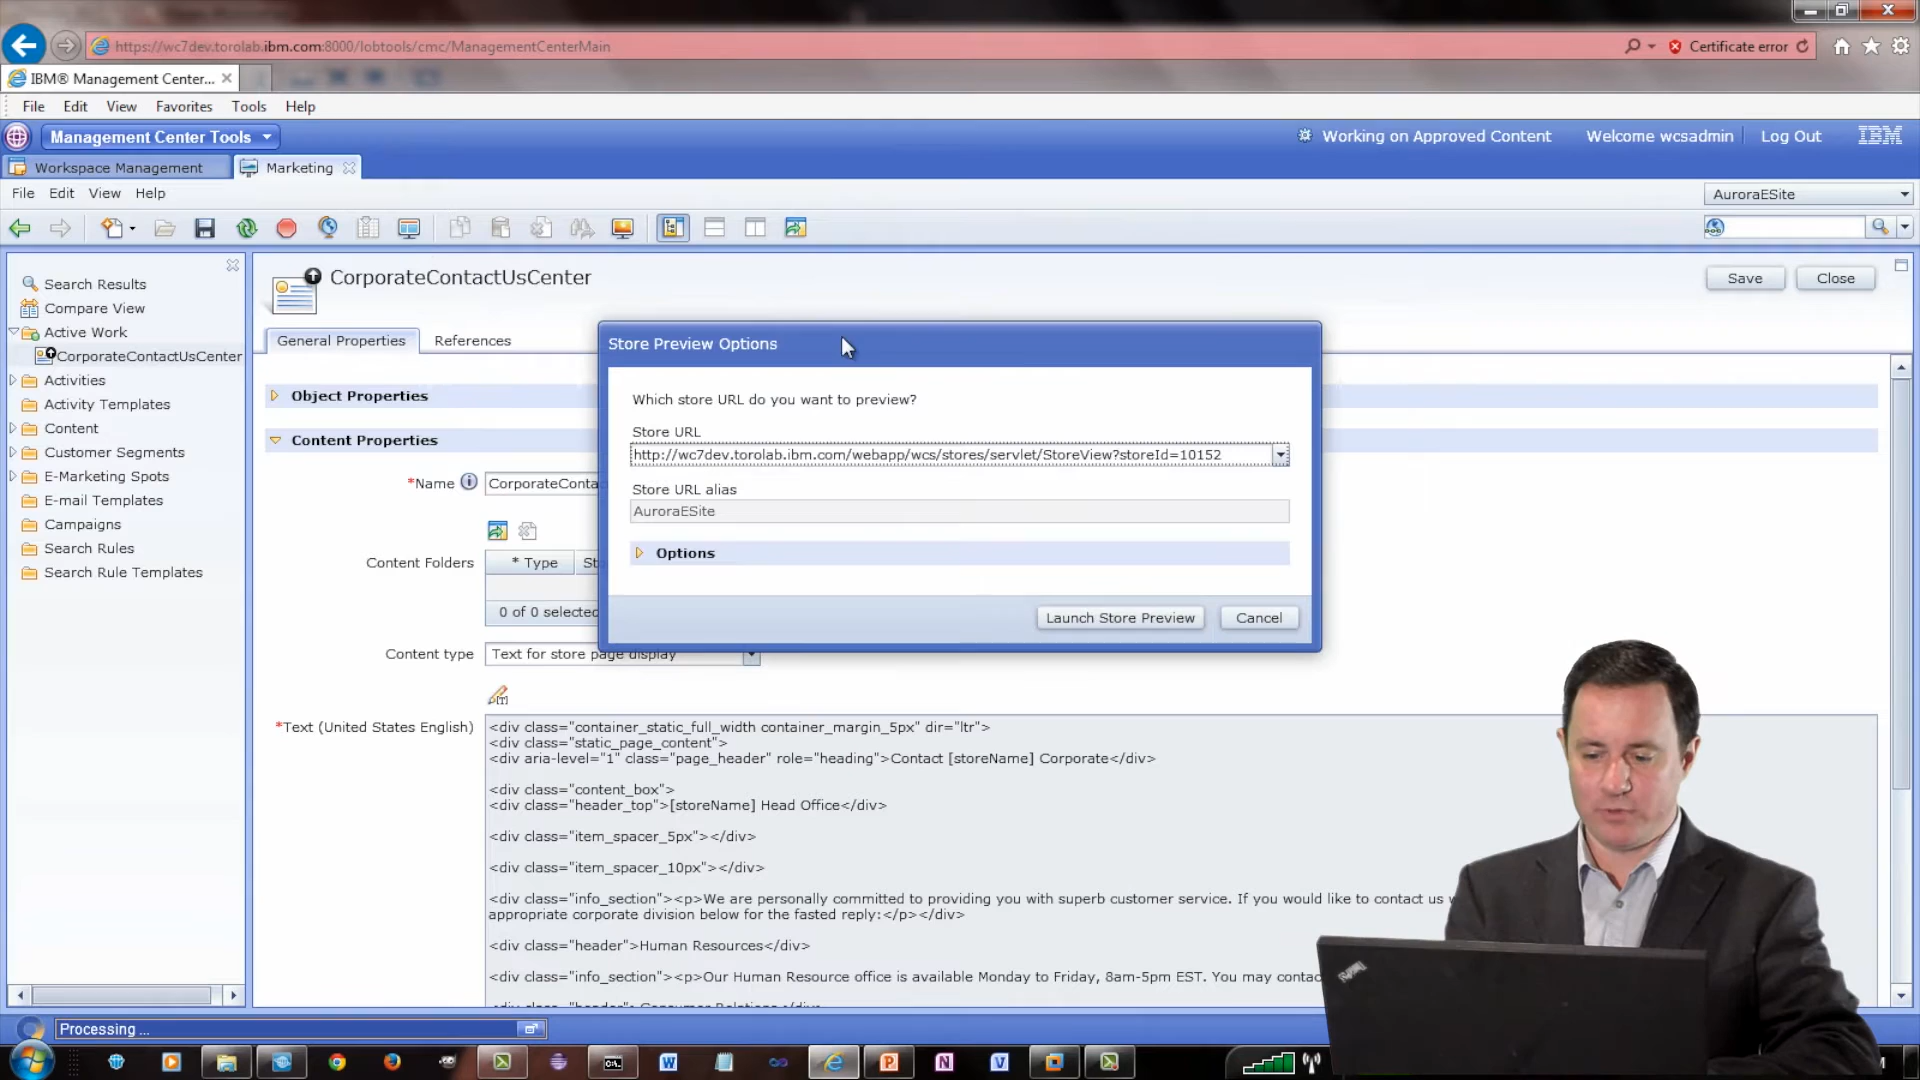 https://wc7dev.torolab.ibm.com:8000/lobtools/cmc/ManagementCenterMain
Certificate error
IBM® Management Center...
File Edit View Favorites Tools Help
Management Center Tools
Working on Approved Content
Welcome wcsadmin
Log Out
IBM
Workspace Management
Marketing
File Edit View Help
AuroraESite
Search Results
Compare View
Active Work
CorporateContactUsCenter
Activities
Activity Templates
Content
Customer Segments
E-Marketing Spots
E-mail Templates
Campaigns
Search Rules
Search Rule Templates
CorporateContactUsCenter
Save
Close
General Properties
References
Object Properties
Content Properties
*Name
CorporateConta
Content Folders
* Type
0 of 0 selected
Content type
Text for store page display
*Text (United States English)
<div class="container_static_full_width container_margin_5px" dir="ltr">
<div class="static_page_content">
<div aria-level="1" class="page_header" role="heading">Contact [storeName] Corporate</div>
<div class="content_box">
<div class="header_top">[storeName] Head Office</div>
<div class="item_spacer_5px"></div>
<div class="item_spacer_10px"></div>
<div class="info_section"><p>We are personally committed to providing you with superb customer service. If you would like to contact us
appropriate corporate division below for the fasted reply:</p></div>
<div class="header">Human Resources</div>
<div class="info_section"><p>Our Human Resource office is available Monday to Friday, 8am-5pm EST. You may conta
Store Preview Options
Which store URL do you want to preview?
Store URL
http://wc7dev.torolab.ibm.com/webapp/wcs/stores/servlet/StoreView?storeId=10152
Store URL alias
AuroraESite
Options
Launch Store Preview
Cancel
Processing ...